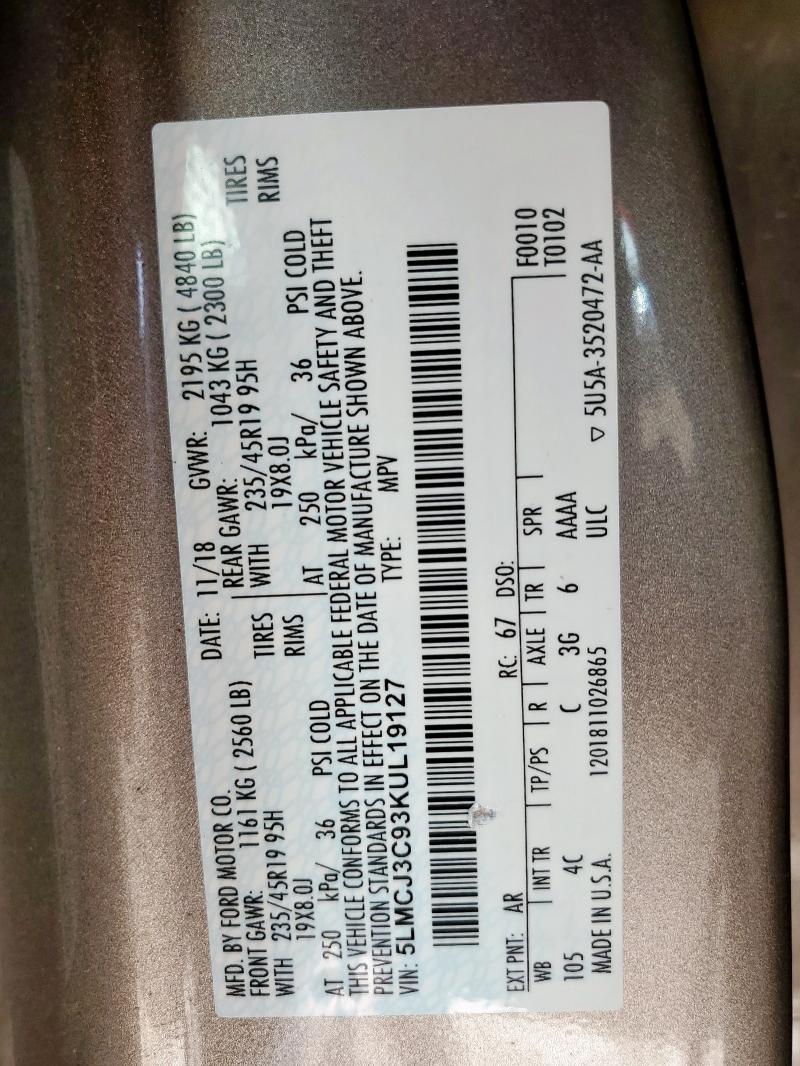 MFD. BY FORD MOTOR CO. DATE: 11/18 GVWR: 2195 KG ( 4840 LB)
FRONT GAWR: 1161 KG ( 2560 LB) REAR GAWR: 1043 KG ( 2300 LB)
WITH 235/45R19 95H TIRES WITH 235/45R19 95H TIRES
19X8.0J RIMS 19X8.0J RIMS
AT 250 kPa/ 36 PSI COLD AT 250 kPa/ 36 PSI COLD
THIS VEHICLE CONFORMS TO ALL APPLICABLE FEDERAL MOTOR VEHICLE SAFETY AND THEFT
PREVENTION STANDARDS IN EFFECT ON THE DATE OF MANUFACTURE SHOWN ABOVE.
VIN: 5LMCJ3C93KUL19127 TYPE: MPV
EXT PNT: AR RC: 67 DSO: F0010
WB INT TR TP/PS R AXLE TR SPR T0102
105 4C C 3G 6 AAAA
MADE IN U.S.A. 1201811026865 ULC ▽ 5U5A-3520472-AA